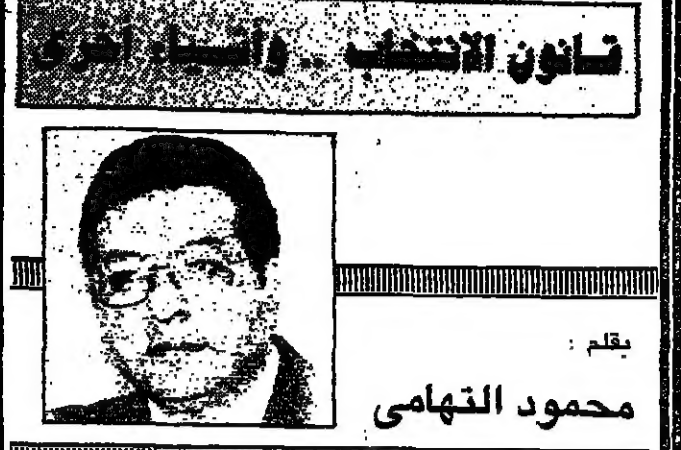 قانون الانتخاب .. وأشياء أخرى
بقلم :
محمود التهامى